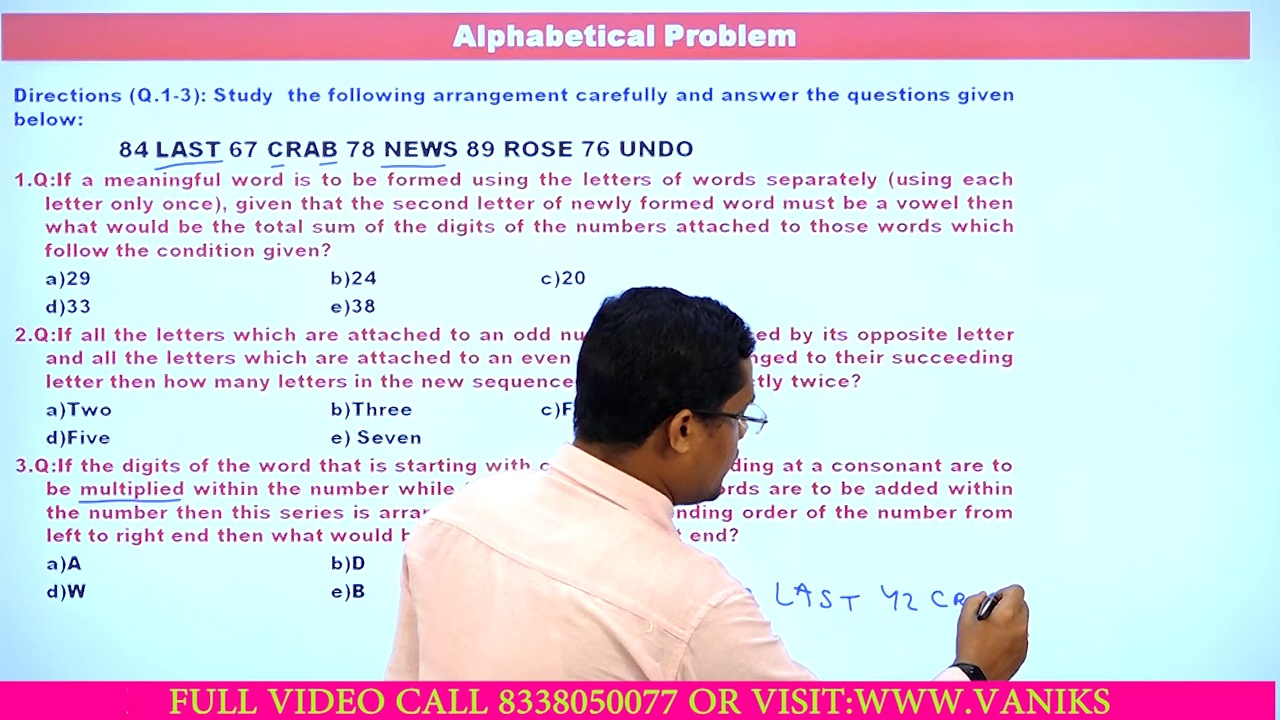 Alphabetical Problem
Directions (Q.1-3): Study the following arrangement carefully and answer the questions given
below:
84 LAST 67 CRAB 78 NEWS 89 ROSE 76 UNDO
1.Q:If a meaningful word is to be formed using the letters of words separately (using each
letter only once), given that the second letter of newly formed word must be a vowel then
what would be the total sum of the digits of the numbers attached to those words which
follow the condition given?
a)29 b)24 c)20
d)33 e)38
2.Q:If all the letters which are attached to an odd by its opposite letter
and all the letters which are attached to an even to their succeeding
letter then how many letters in the new sequence twice?
a)Two b)Three
d)Five e) Seven
3.Q:If the digits of the word that is starting with at a consonant are to
be multiplied within the number while are to be added within
the number then this series is order of the number from
left to right end then what would end?
a)A b)D
d)W e)B
LAST 42
FULL VIDEO CALL 8338050077 OR VISIT:WWW.VANIKS